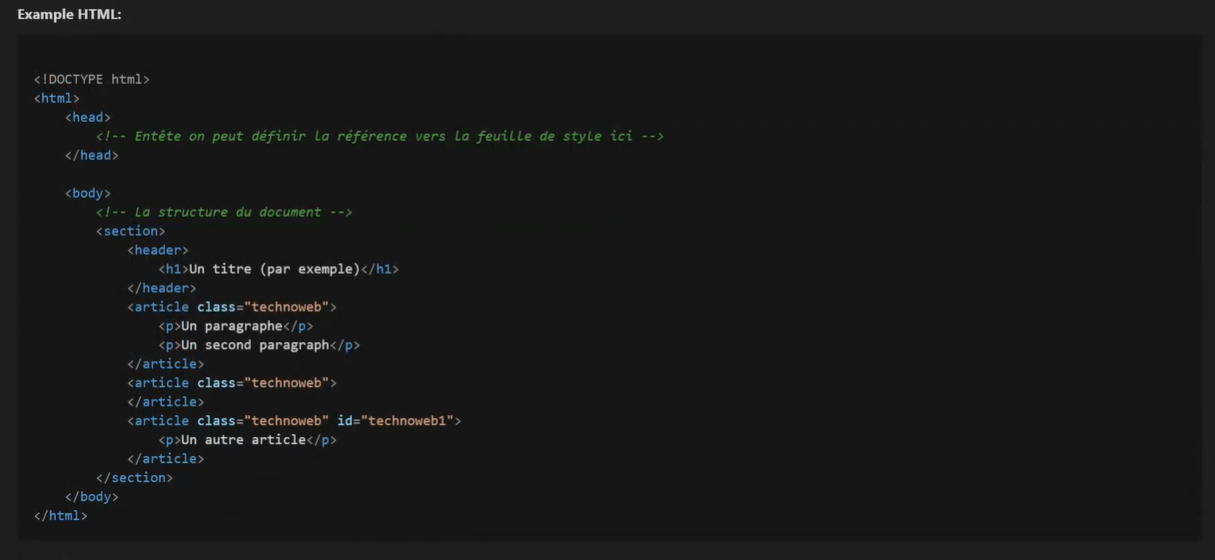 Example HTML:
<!DOCTYPE html>
<html>
    <head>
        <!-- Entête on peut définir la référence vers la feuille de style ici -->
    </head>

    <body>
        <!-- La structure du document -->
        <section>
            <header>
                <h1>Un titre (par exemple)</h1>
            </header>
            <article class="technoweb">
                <p>Un paragraphe</p>
                <p>Un second paragraph</p>
            </article>
            <article class="technoweb">
            </article>
            <article class="technoweb" id="technoweb1">
                <p>Un autre article</p>
            </article>
        </section>
    </body>
</html>